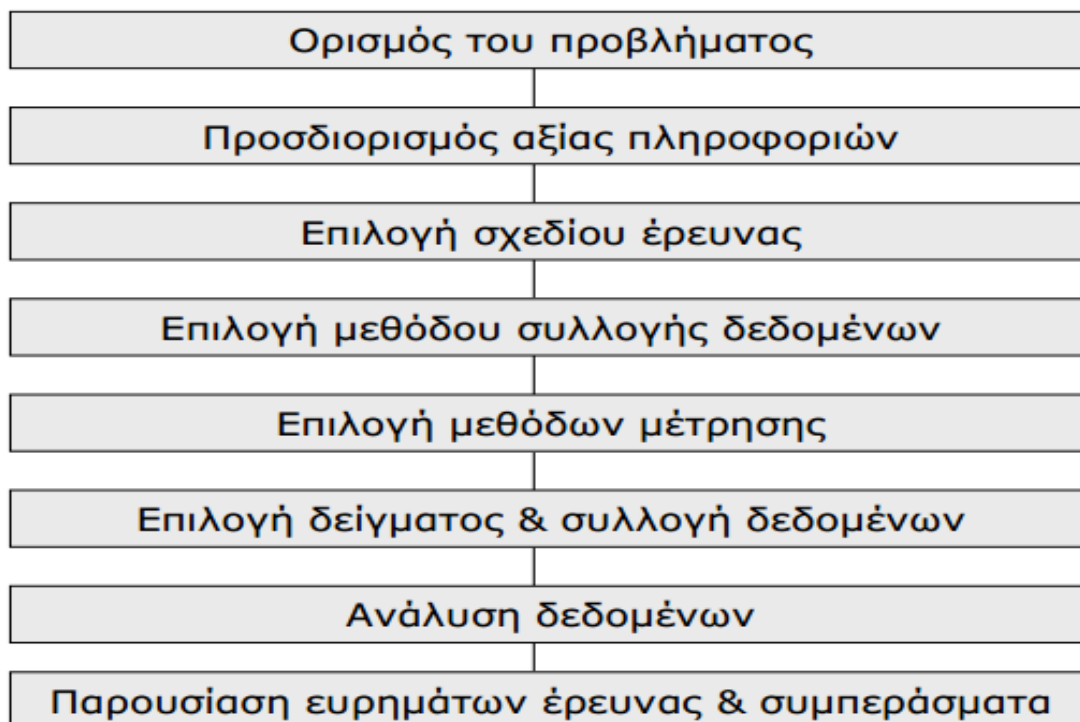 Ορισμός του προβλήματος
Προσδιορισμός αξίας πληροφοριών
Επιλογή σχεδίου έρευνας
Επιλογή μεθόδου συλλογής δεδομένων
Επιλογή μεθόδων μέτρησης
Επιλογή δείγματος & συλλογή δεδομένων
Ανάλυση δεδομένων
Παρουσίαση ευρημάτων έρευνας & συμπεράσματα